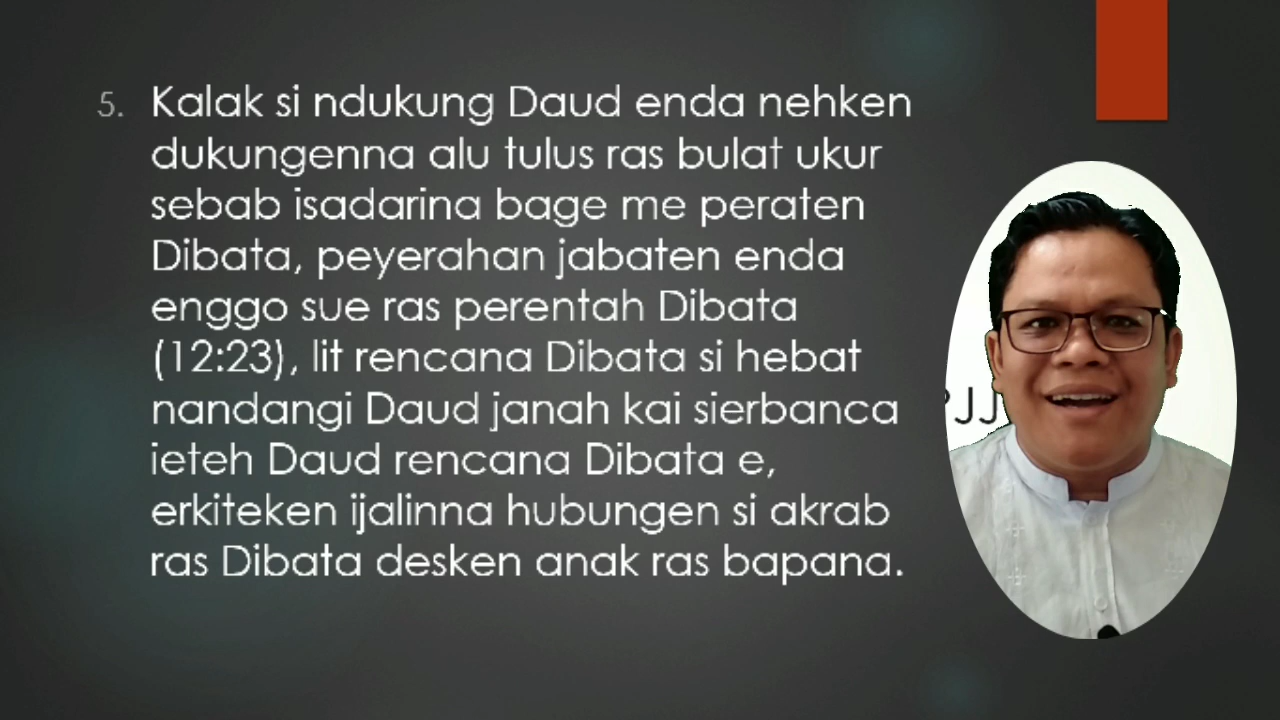 5. Kalak si ndukung Daud enda nehken
dukungenna alu tulus ras bulat ukur
sebab isadarina bage me peraten
Dibata, peyerahan jabaten enda
enggo sue ras perentah Dibata
(12:23), lit rencana Dibata si hebat
nandangi Daud janah kai sierbanca
ieteh Daud rencana Dibata e,
erkiteken ijalinna hubungen si akrab
ras Dibata desken anak ras bapana.
JJ